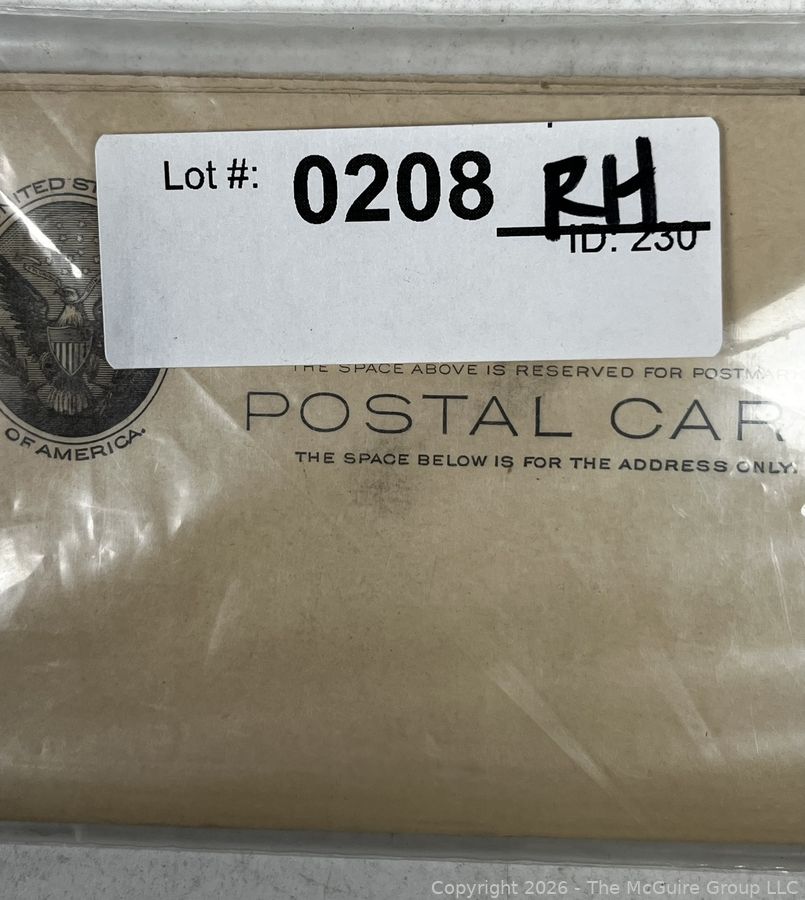 Lot #: 0208 RH
ID: 230
THE SPACE ABOVE IS RESERVED FOR POSTMAR
POSTAL CAR
THE SPACE BELOW IS FOR THE ADDRESS ONLY.
NITED ST
OF AMERICA.
Copyright 2026 - The McGuire Group LLC